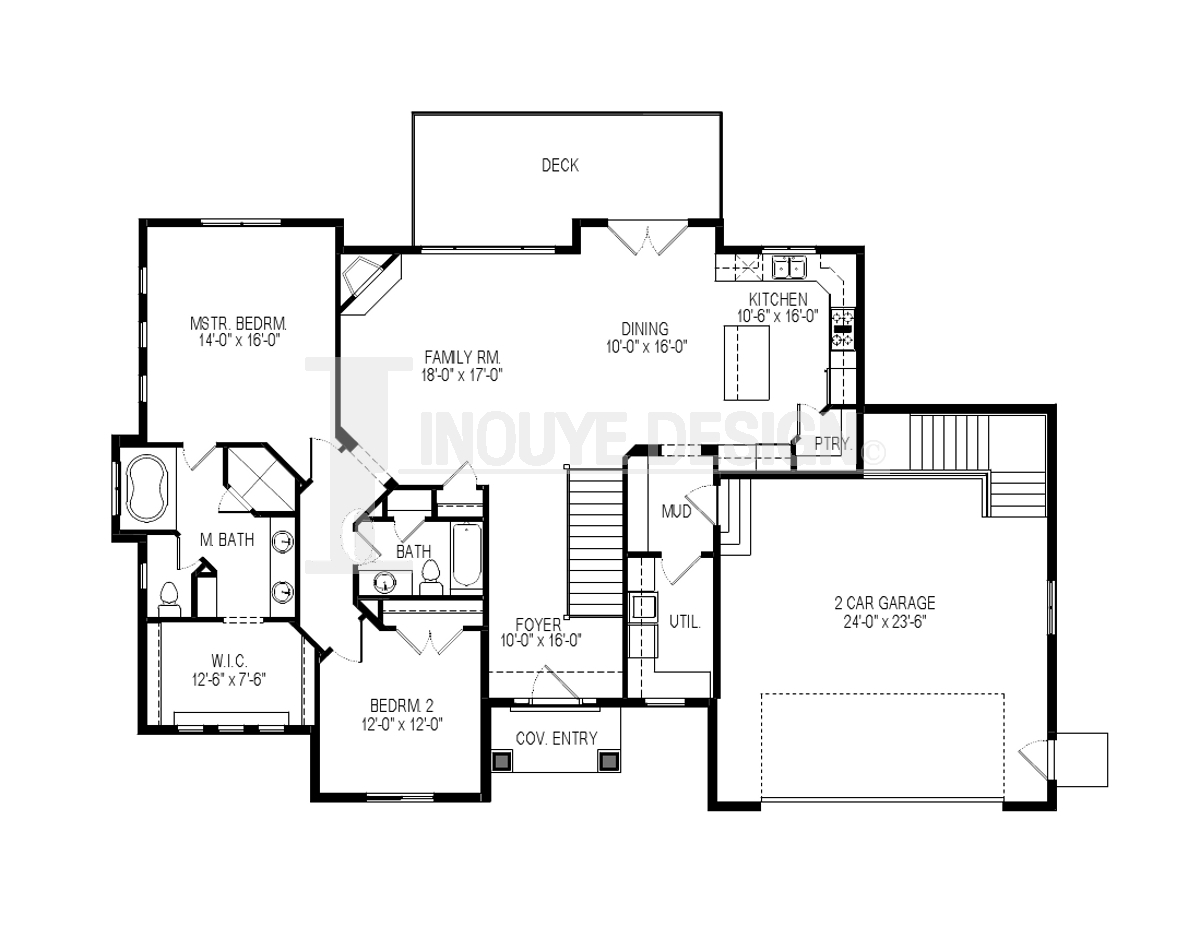 DECK
KITCHEN
10'-6" x 16'-0"
MSTR. BEDRM.
14'-0" x 16'-0"
DINING
10'-0" x 16'-0"
FAMILY RM.
18'-0" x 17'-0"
I INOUYE DESIGN ©
PTRY.
MUD
M. BATH
BATH
2 CAR GARAGE
24'-0" x 23'-6"
FOYER
10'-0" x 16'-0"
UTIL.
W.I.C.
12'-6" x 7'-6"
BEDRM. 2
12'-0" x 12'-0"
COV. ENTRY